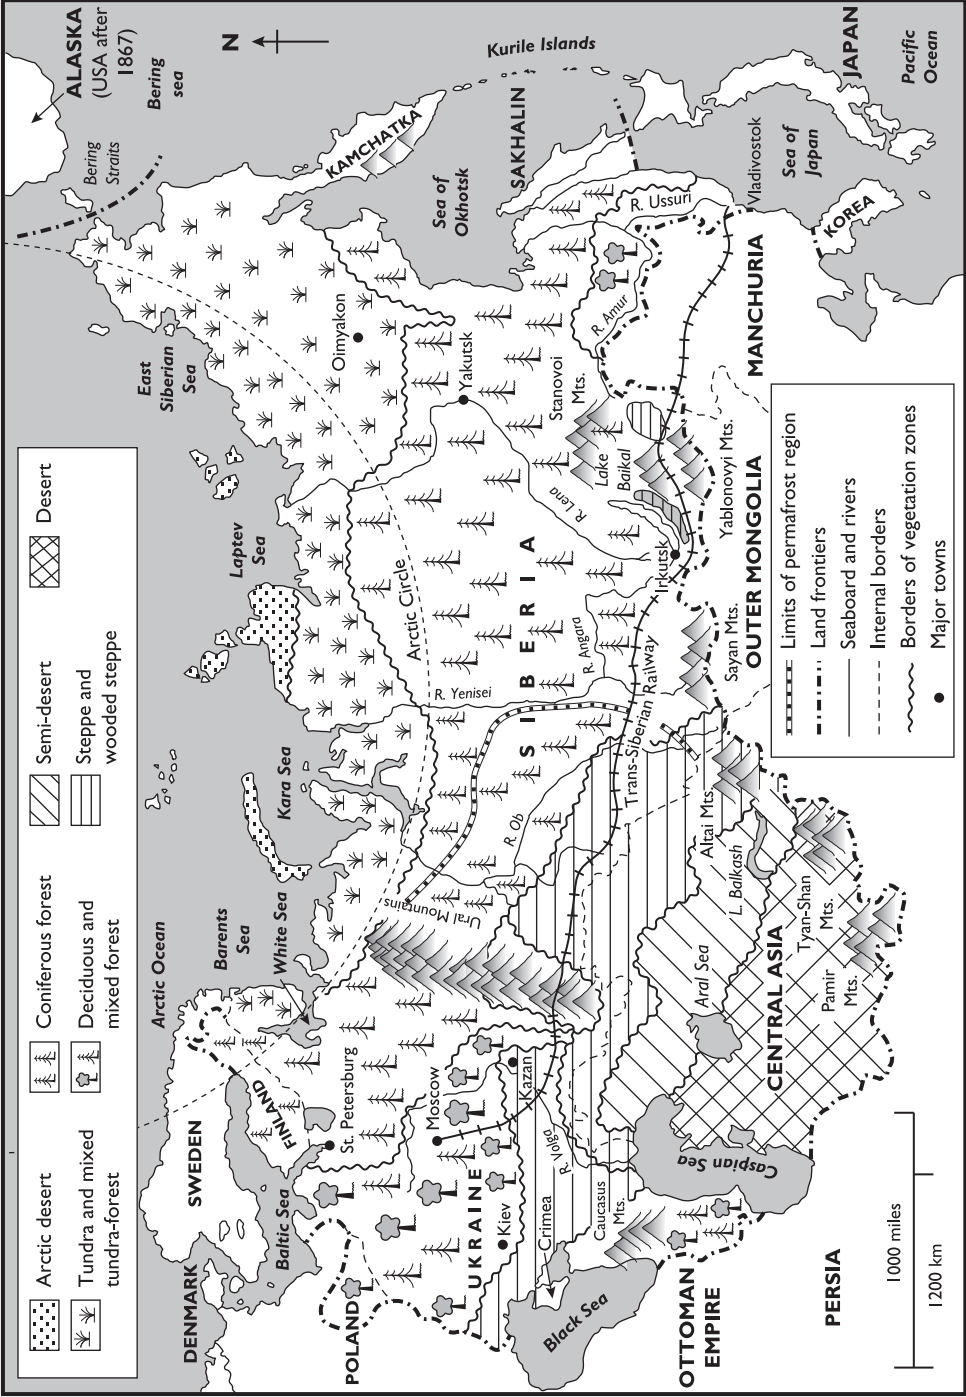 Arctic desert
Tundra and mixed
tundra-forest
Coniferous forest
Deciduous and
mixed forest
Semi-desert
Steppe and
wooded steppe
Desert
ALASKA
(USA after
1867)
Bering
sea
Bering
Straits
N
Kurile Islands
KAMCHATKA
SAKHALIN
JAPAN
Pacific
Ocean
Sea of
Okhotsk
Sea of
Japan
Vladivostok
KOREA
R. Ussuri
R. Amur
MANCHURIA
East
Siberian
Sea
Oimyakon
Yakutsk
Stanovoi
Mts.
Lake
Baikal
Yablonovyi Mts.
R. Lena
Irkutsk
OUTER MONGOLIA
Laptev
Sea
Arctic Circle
SIBERIA
R. Angara
Sayan Mts.
R. Yenisei
Trans-Siberian Railway
Kara Sea
R. Ob
Altai Mts.
L. Balkash
Ural Mountains
Tyan-Shan
Mts.
Pamir
Mts.
Aral Sea
CENTRAL ASIA
Arctic Ocean
Barents
Sea
White Sea
FINLAND
St. Petersburg
Moscow
Kazan
R. Volga
SWEDEN
Baltic Sea
DENMARK
POLAND
UKRAINE
Kiev
Crimea
Caucasus
Mts.
Caspian Sea
Black Sea
OTTOMAN
EMPIRE
PERSIA
Limits of permafrost region
Land frontiers
Seaboard and rivers
Internal borders
Borders of vegetation zones
Major towns
1000 miles
1200 km